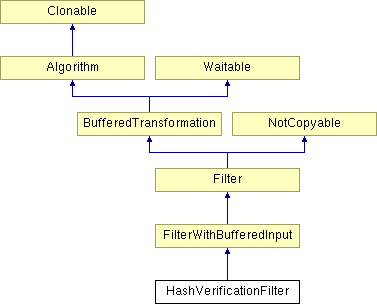 Clonable
Algorithm
Waitable
BufferedTransformation
NotCopyable
Filter
FilterWithBufferedInput
HashVerificationFilter